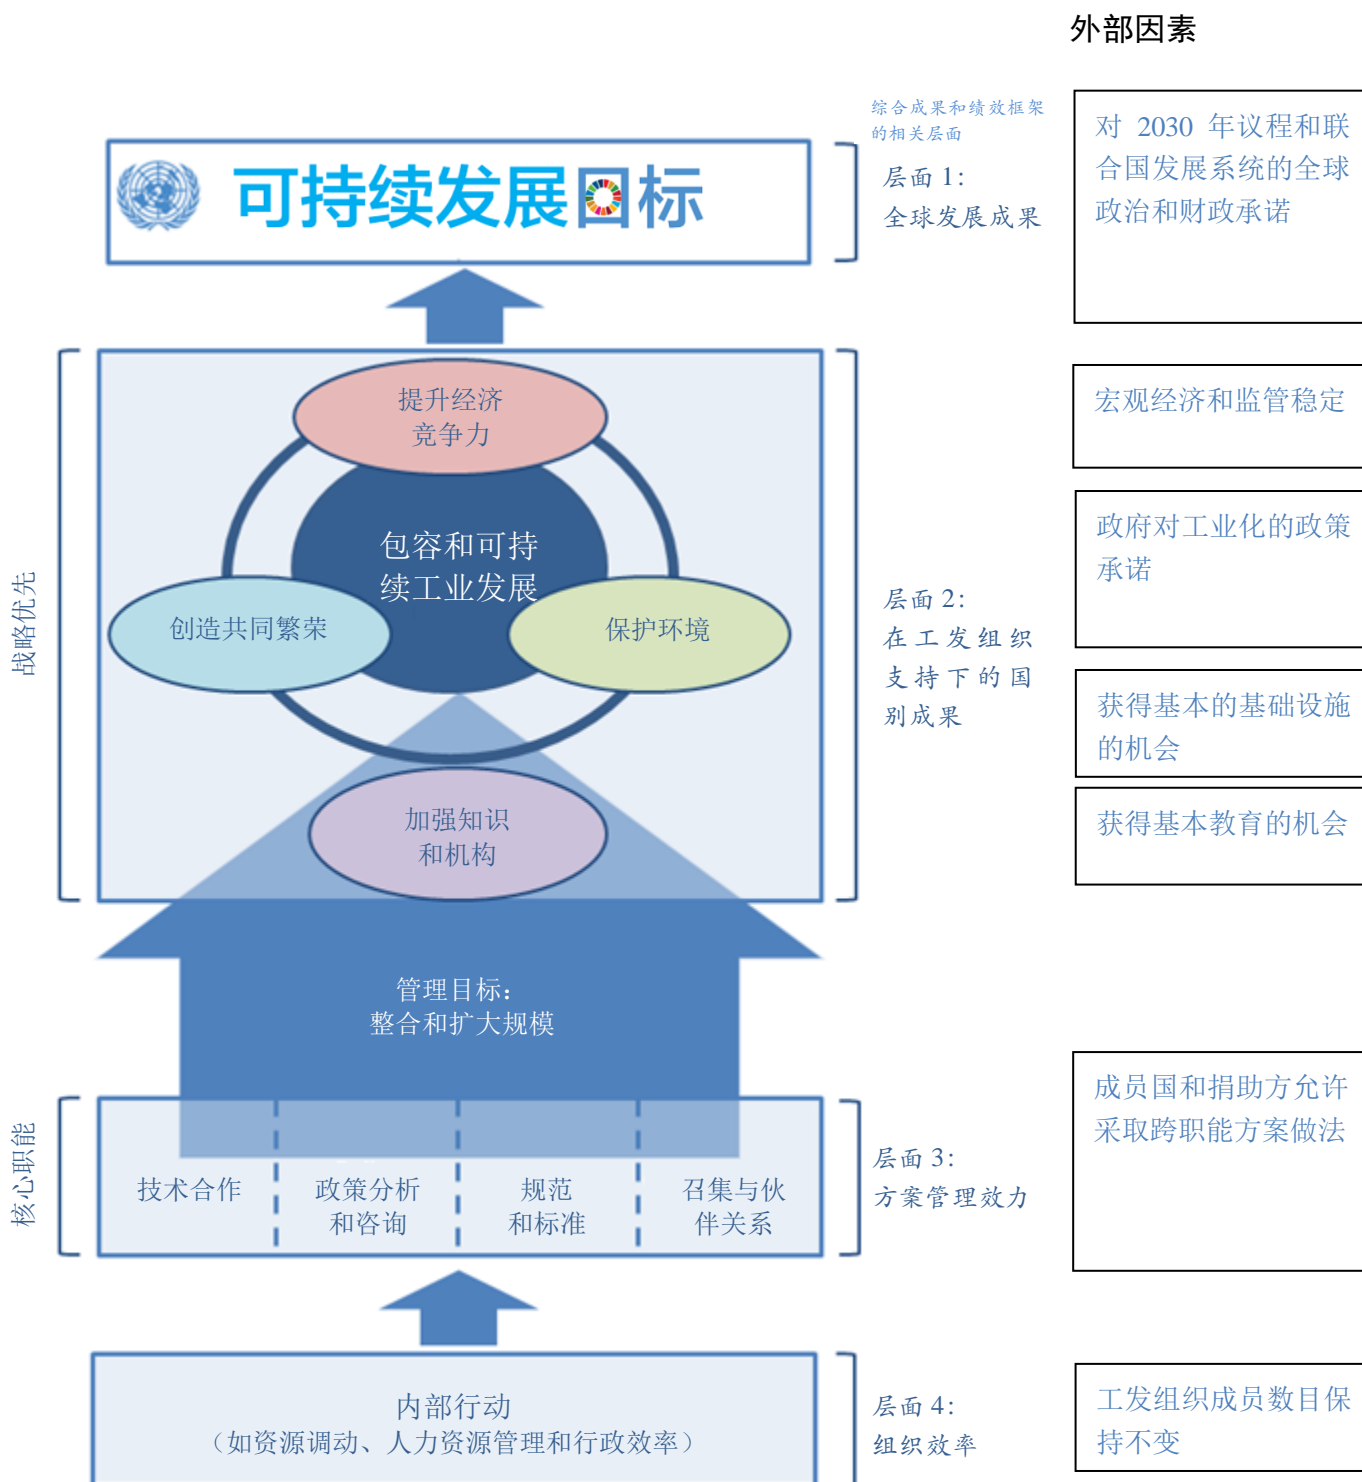 外部因素
综合成果和绩效框架
的相关层面
对 2030 年议程和联
合国发展系统的全球
政治和财政承诺
可持续发展目标
层面 1：
全球发展成果
提升经济
竞争力
宏观经济和监管稳定
包容和可持
续工业发展
政府对工业化的政策
承诺
战略优先
创造共同繁荣
保护环境
层面 2：
在工发组织
支持下的国
别成果
获得基本的基础设施
的机会
加强知识
和机构
获得基本教育的机会
管理目标：
整合和扩大规模
成员国和捐助方允许
采取跨职能方案做法
核心职能
技术合作
政策分析
和咨询
规范
和标准
召集与伙
伴关系
层面 3：
方案管理效力
内部行动
（如资源调动、人力资源管理和行政效率）
层面 4：
组织效率
工发组织成员数目保
持不变